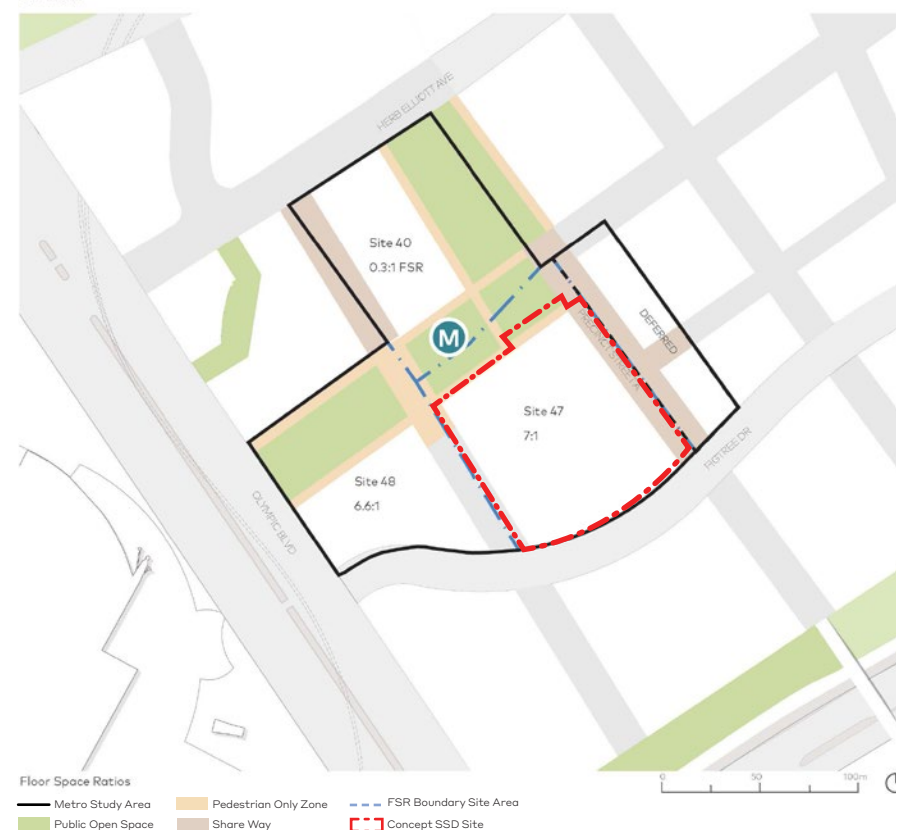 HERB ELLIOTT AVE
Site 40
0.3:1 FSR
M
DEFERRED
PRECINCT STREET A
Site 47
7:1
FIGTREE DR
Site 48
6.6:1
OLYMPIC BLVD
Floor Space Ratios
0 50 100m
Metro Study Area
Pedestrian Only Zone
FSR Boundary Site Area
Public Open Space
Share Way
Concept SSD Site